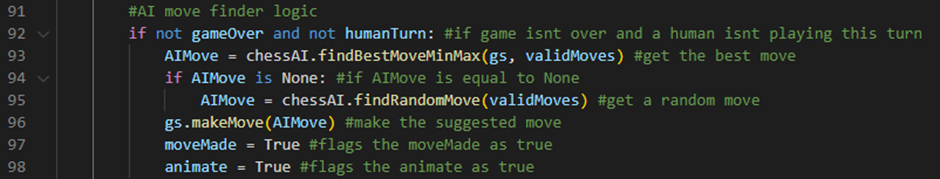 91 #AI move finder logic
92 if not gameOver and not humanTurn: #if game isnt over and a human isnt playing this turn
93 AIMove = chessAI.findBestMoveMinMax(gs, validMoves) #get the best move
94 if AIMove is None: #if AIMove is equal to None
95 AIMove = chessAI.findRandomMove(validMoves) #get a random move
96 gs.makeMove(AIMove) #make the suggested move
97 moveMade = True #flags the moveMade as true
98 animate = True #flags the animate as true